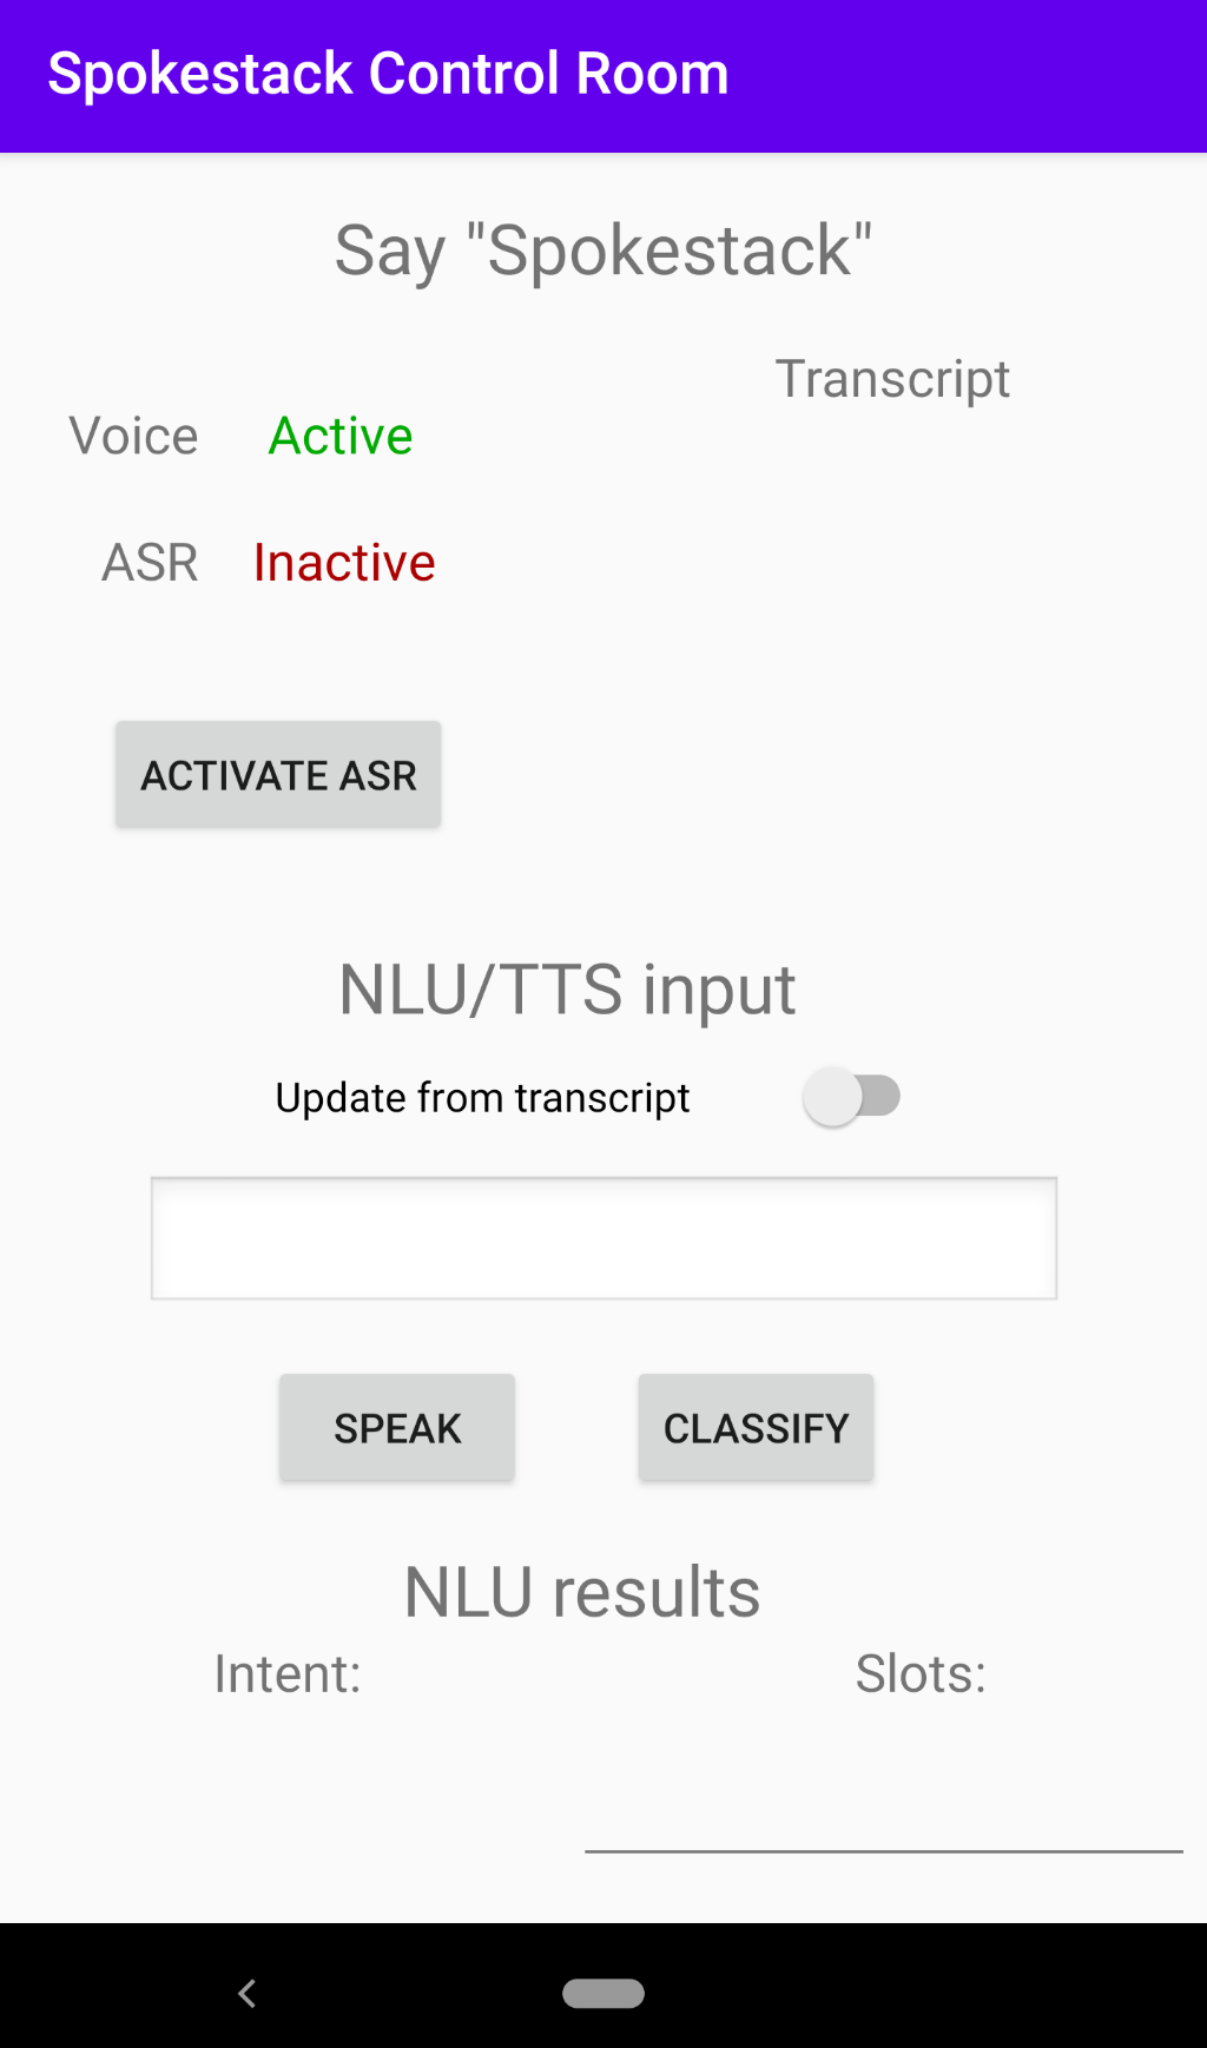 Spokestack Control Room
Say "Spokestack"
Transcript
Voice Active
ASR Inactive
ACTIVATE ASR
NLU/TTS input
Update from transcript
SPEAK CLASSIFY
NLU results
Intent: Slots: